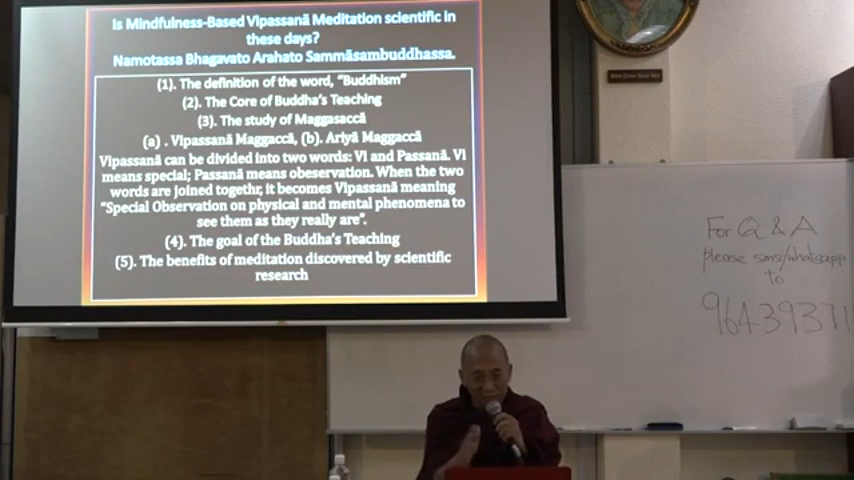 Is Mindfulness-Based Vipassanā Meditation scientific in
these days?
Namotassa Bhagavato Arahato Sammāsambuddhassa.
(1). The definition of the word, “Buddhism”
(2). The Core of Buddha’s Teaching
(3). The study of Maggasaccā
(a) . Vipassanā Maggaccā, (b). Ariyā Maggaccā
Vipassanā can be divided into two words: Vi and Passanā. Vi
means special; Passanā means obeservation. When the two
words are joined togethr, it becomes Vipassanā meaning
“Special Observation on physical and mental phenomena to
see them as they really are”.
(4). The goal of the Buddha’s Teaching
(5). The benefits of meditation discovered by scientific
research
For Q & A
please sms/whatsapp
to
96439371